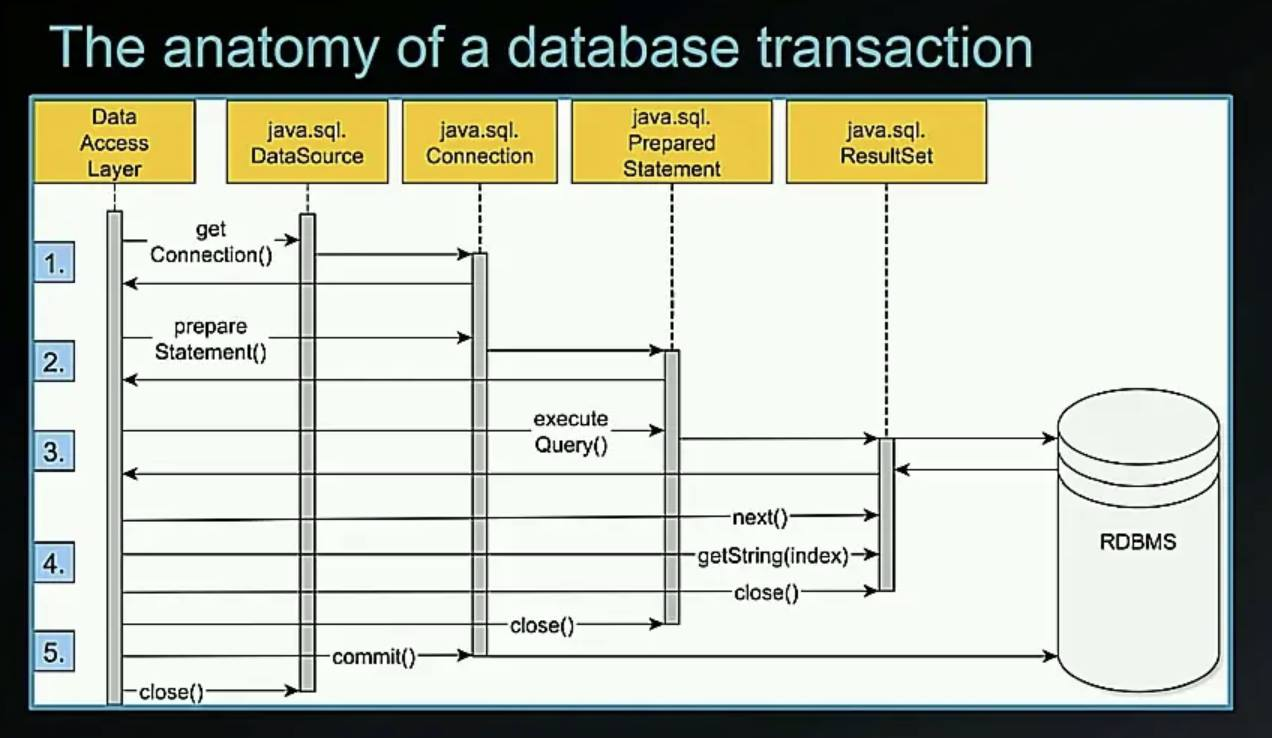 The anatomy of a database transaction
Data
Access
Layer
java.sql.
DataSource
java.sql.
Connection
java.sql.
Prepared
Statement
java.sql.
ResultSet
1.
get
Connection()
2.
prepare
Statement()
3.
execute
Query()
next()
4.
getString(index)
close()
close()
5.
commit()
close()
RDBMS